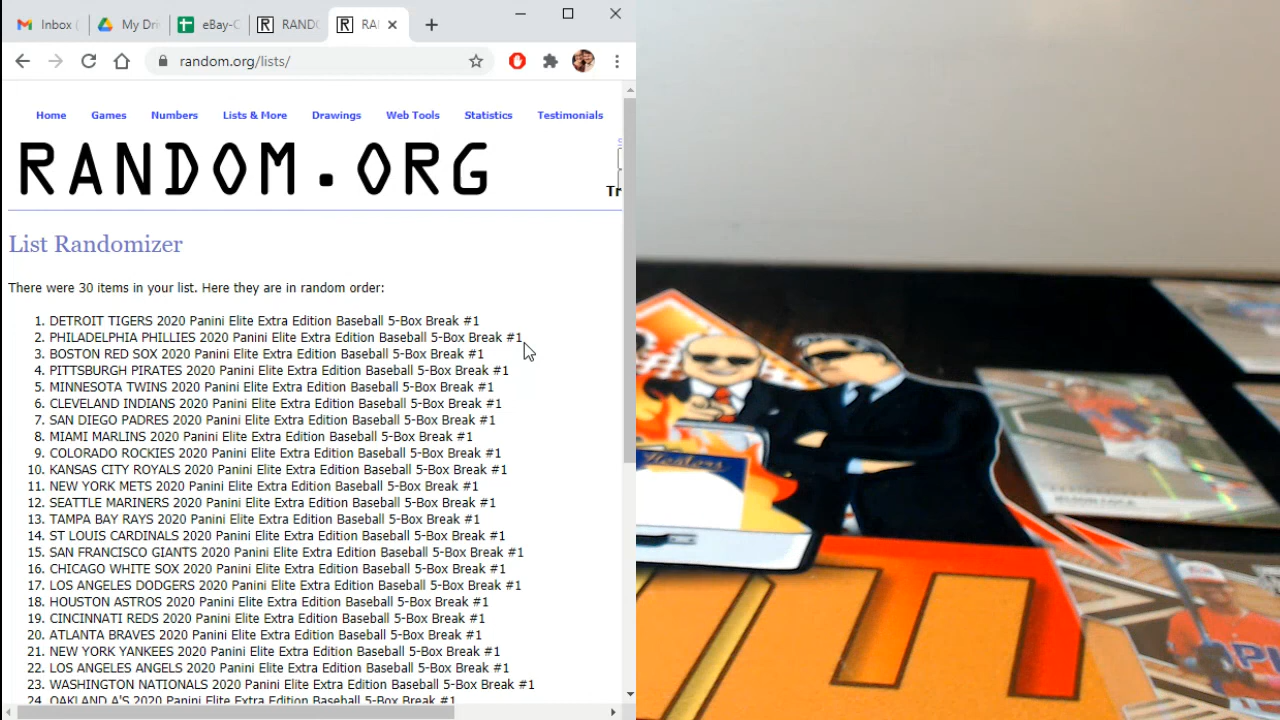 Inbox (
My Dri
eBay-C
RANDO
RA
random.org/lists/
Home Games Numbers Lists & More Drawings Web Tools Statistics Testimonials
RANDOM.ORG
Tr
List Randomizer
There were 30 items in your list. Here they are in random order:
1. DETROIT TIGERS 2020 Panini Elite Extra Edition Baseball 5-Box Break #1
2. PHILADELPHIA PHILLIES 2020 Panini Elite Extra Edition Baseball 5-Box Break #1
3. BOSTON RED SOX 2020 Panini Elite Extra Edition Baseball 5-Box Break #1
4. PITTSBURGH PIRATES 2020 Panini Elite Extra Edition Baseball 5-Box Break #1
5. MINNESOTA TWINS 2020 Panini Elite Extra Edition Baseball 5-Box Break #1
6. CLEVELAND INDIANS 2020 Panini Elite Extra Edition Baseball 5-Box Break #1
7. SAN DIEGO PADRES 2020 Panini Elite Extra Edition Baseball 5-Box Break #1
8. MIAMI MARLINS 2020 Panini Elite Extra Edition Baseball 5-Box Break #1
9. COLORADO ROCKIES 2020 Panini Elite Extra Edition Baseball 5-Box Break #1
10. KANSAS CITY ROYALS 2020 Panini Elite Extra Edition Baseball 5-Box Break #1
11. NEW YORK METS 2020 Panini Elite Extra Edition Baseball 5-Box Break #1
12. SEATTLE MARINERS 2020 Panini Elite Extra Edition Baseball 5-Box Break #1
13. TAMPA BAY RAYS 2020 Panini Elite Extra Edition Baseball 5-Box Break #1
14. ST LOUIS CARDINALS 2020 Panini Elite Extra Edition Baseball 5-Box Break #1
15. SAN FRANCISCO GIANTS 2020 Panini Elite Extra Edition Baseball 5-Box Break #1
16. CHICAGO WHITE SOX 2020 Panini Elite Extra Edition Baseball 5-Box Break #1
17. LOS ANGELES DODGERS 2020 Panini Elite Extra Edition Baseball 5-Box Break #1
18. HOUSTON ASTROS 2020 Panini Elite Extra Edition Baseball 5-Box Break #1
19. CINCINNATI REDS 2020 Panini Elite Extra Edition Baseball 5-Box Break #1
20. ATLANTA BRAVES 2020 Panini Elite Extra Edition Baseball 5-Box Break #1
21. NEW YORK YANKEES 2020 Panini Elite Extra Edition Baseball 5-Box Break #1
22. LOS ANGELES ANGELS 2020 Panini Elite Extra Edition Baseball 5-Box Break #1
23. WASHINGTON NATIONALS 2020 Panini Elite Extra Edition Baseball 5-Box Break #1
24. OAKLAND A'S 2020 Panini Elite Extra Edition Baseball 5-Box Break #1